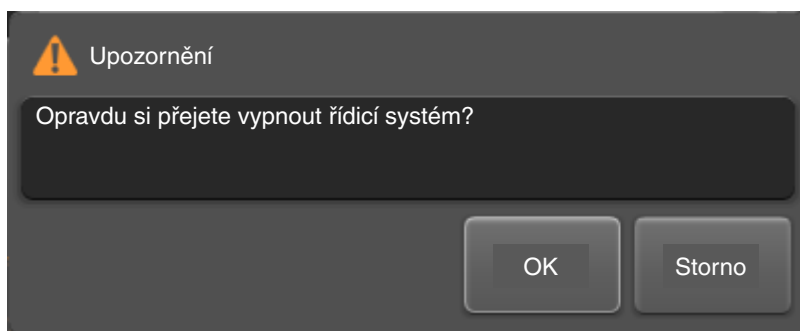 Upozornění
Opravdu si přejete vypnout řídicí systém?
OK
Storno